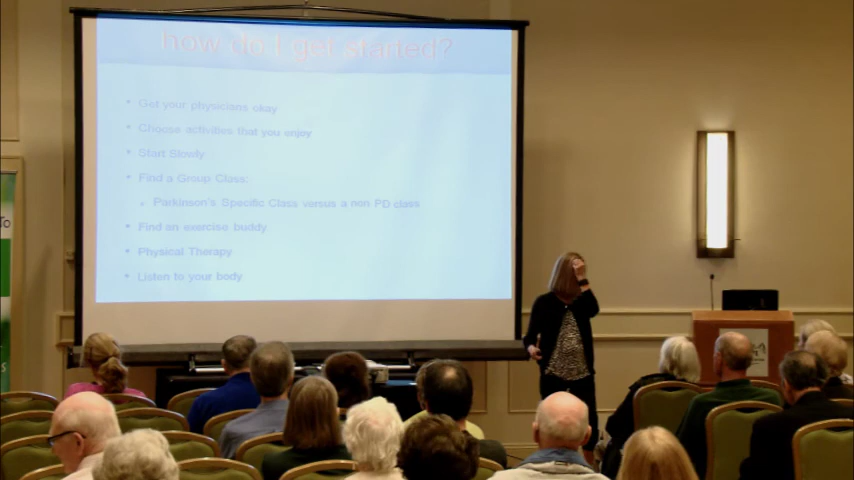 how do I get started?
• Get your physicians okay
• Choose activities that you enjoy
• Start Slowly
• Find a Group Class:
• Parkinson's Specific Class versus a non PD class
• Find an exercise buddy
• Physical Therapy
• Listen to your body
To